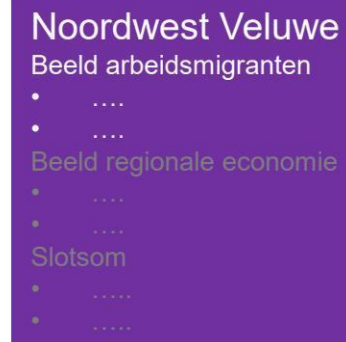 Noordwest Veluwe
Beeld arbeidsmigranten
• ....
• ....
Beeld regionale economie
• ....
• ....
Slotsom
• .....
• .....